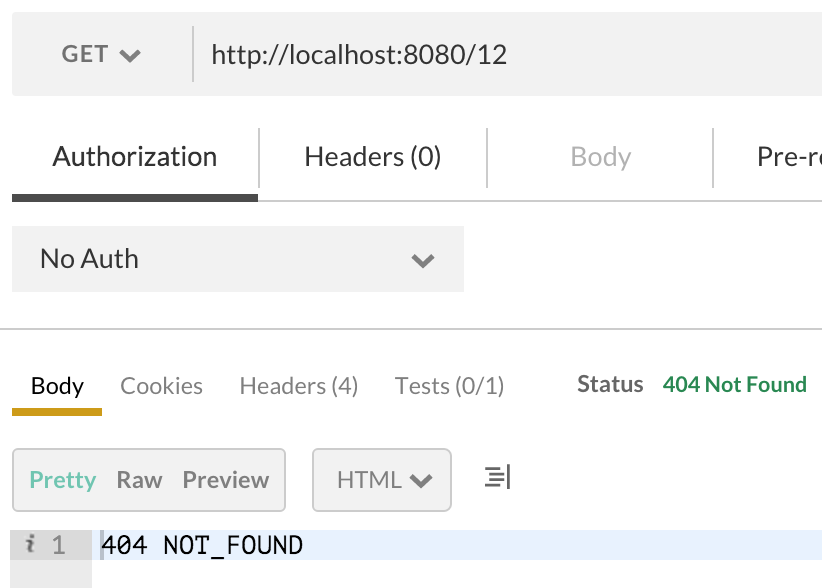 GET http://localhost:8080/12
Authorization Headers (0) Body Pre-r
No Auth
Body Cookies Headers (4) Tests (0/1) Status 404 Not Found
Pretty Raw Preview HTML
i 1 404 NOT_FOUND